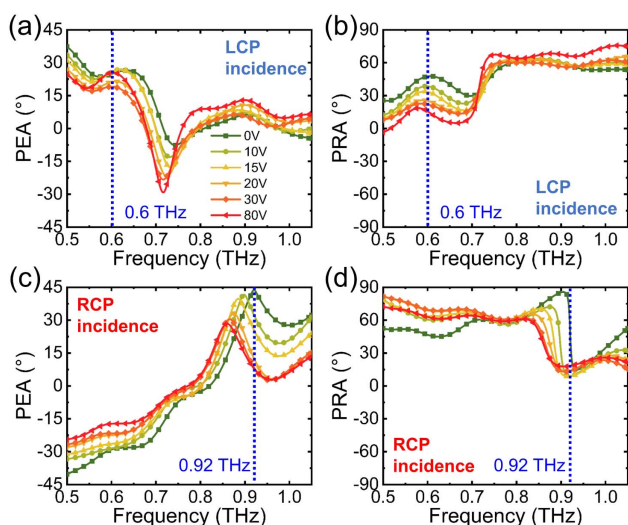 (a)
45
30
15
0
-15
-30
-45
PEA (°)
LCP
incidence
0V
10V
15V
20V
30V
80V
0.6 THz
0.5 0.6 0.7 0.8 0.9 1.0
Frequency (THz)
(b)
90
60
30
0
-30
-60
-90
PRA (°)
0.6 THz
LCP
incidence
0.5 0.6 0.7 0.8 0.9 1.0
Frequency (THz)
(c)
45
30
15
0
-15
-30
-45
PEA (°)
RCP
incidence
0.92 THz
0.5 0.6 0.7 0.8 0.9 1.0
Frequency (THz)
(d)
90
60
30
0
30
60
90
PRA (°)
RCP
incidence
0.92 THz
0.5 0.6 0.7 0.8 0.9 1.0
Frequency (THz)